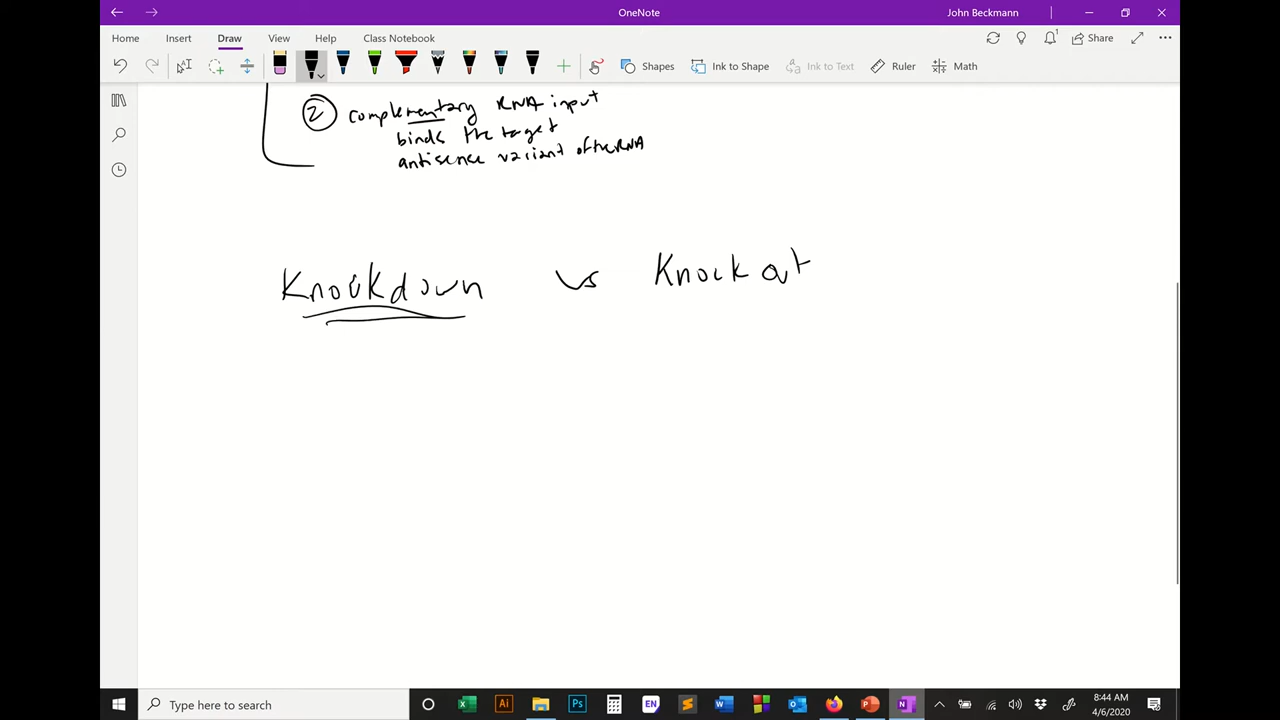 OneNote
John Beckmann
Home Insert Draw View Help Class Notebook
Share
Shapes Ink to Shape Ink to Text Ruler Math
2 complementary RNA input
binds the target
antisense variant of the RNA
Knockdown vs Knock out
Type here to search
8:44 AM
4/6/2020